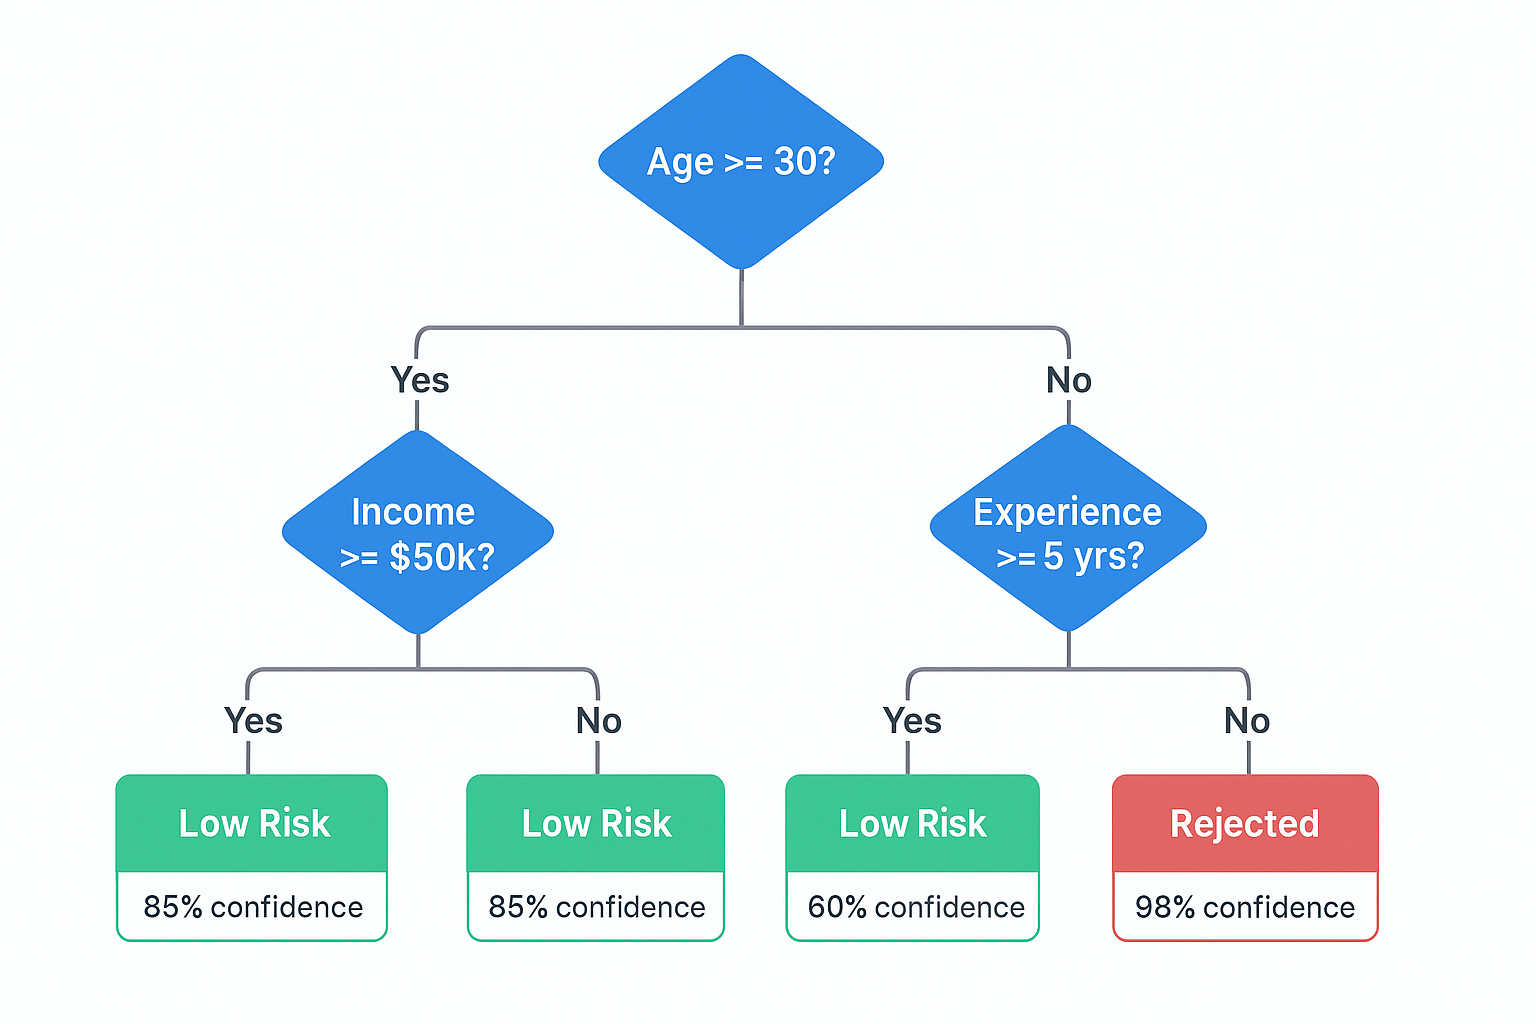 Age >= 30?
Yes
No
Income
>= $50k?
Experience
>= 5 yrs?
Yes
No
Yes
No
Low Risk
85% confidence
Low Risk
85% confidence
Low Risk
60% confidence
Rejected
98% confidence